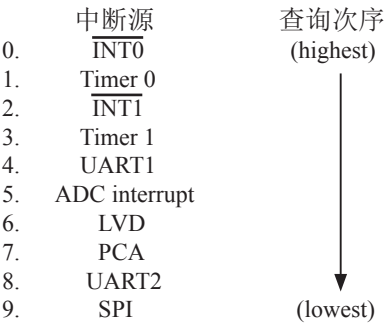 中断源 查询次序
0. INT0 (highest)
1. Timer 0
2. INT1
3. Timer 1
4. UART1
5. ADC interrupt
6. LVD
7. PCA
8. UART2
9. SPI (lowest)